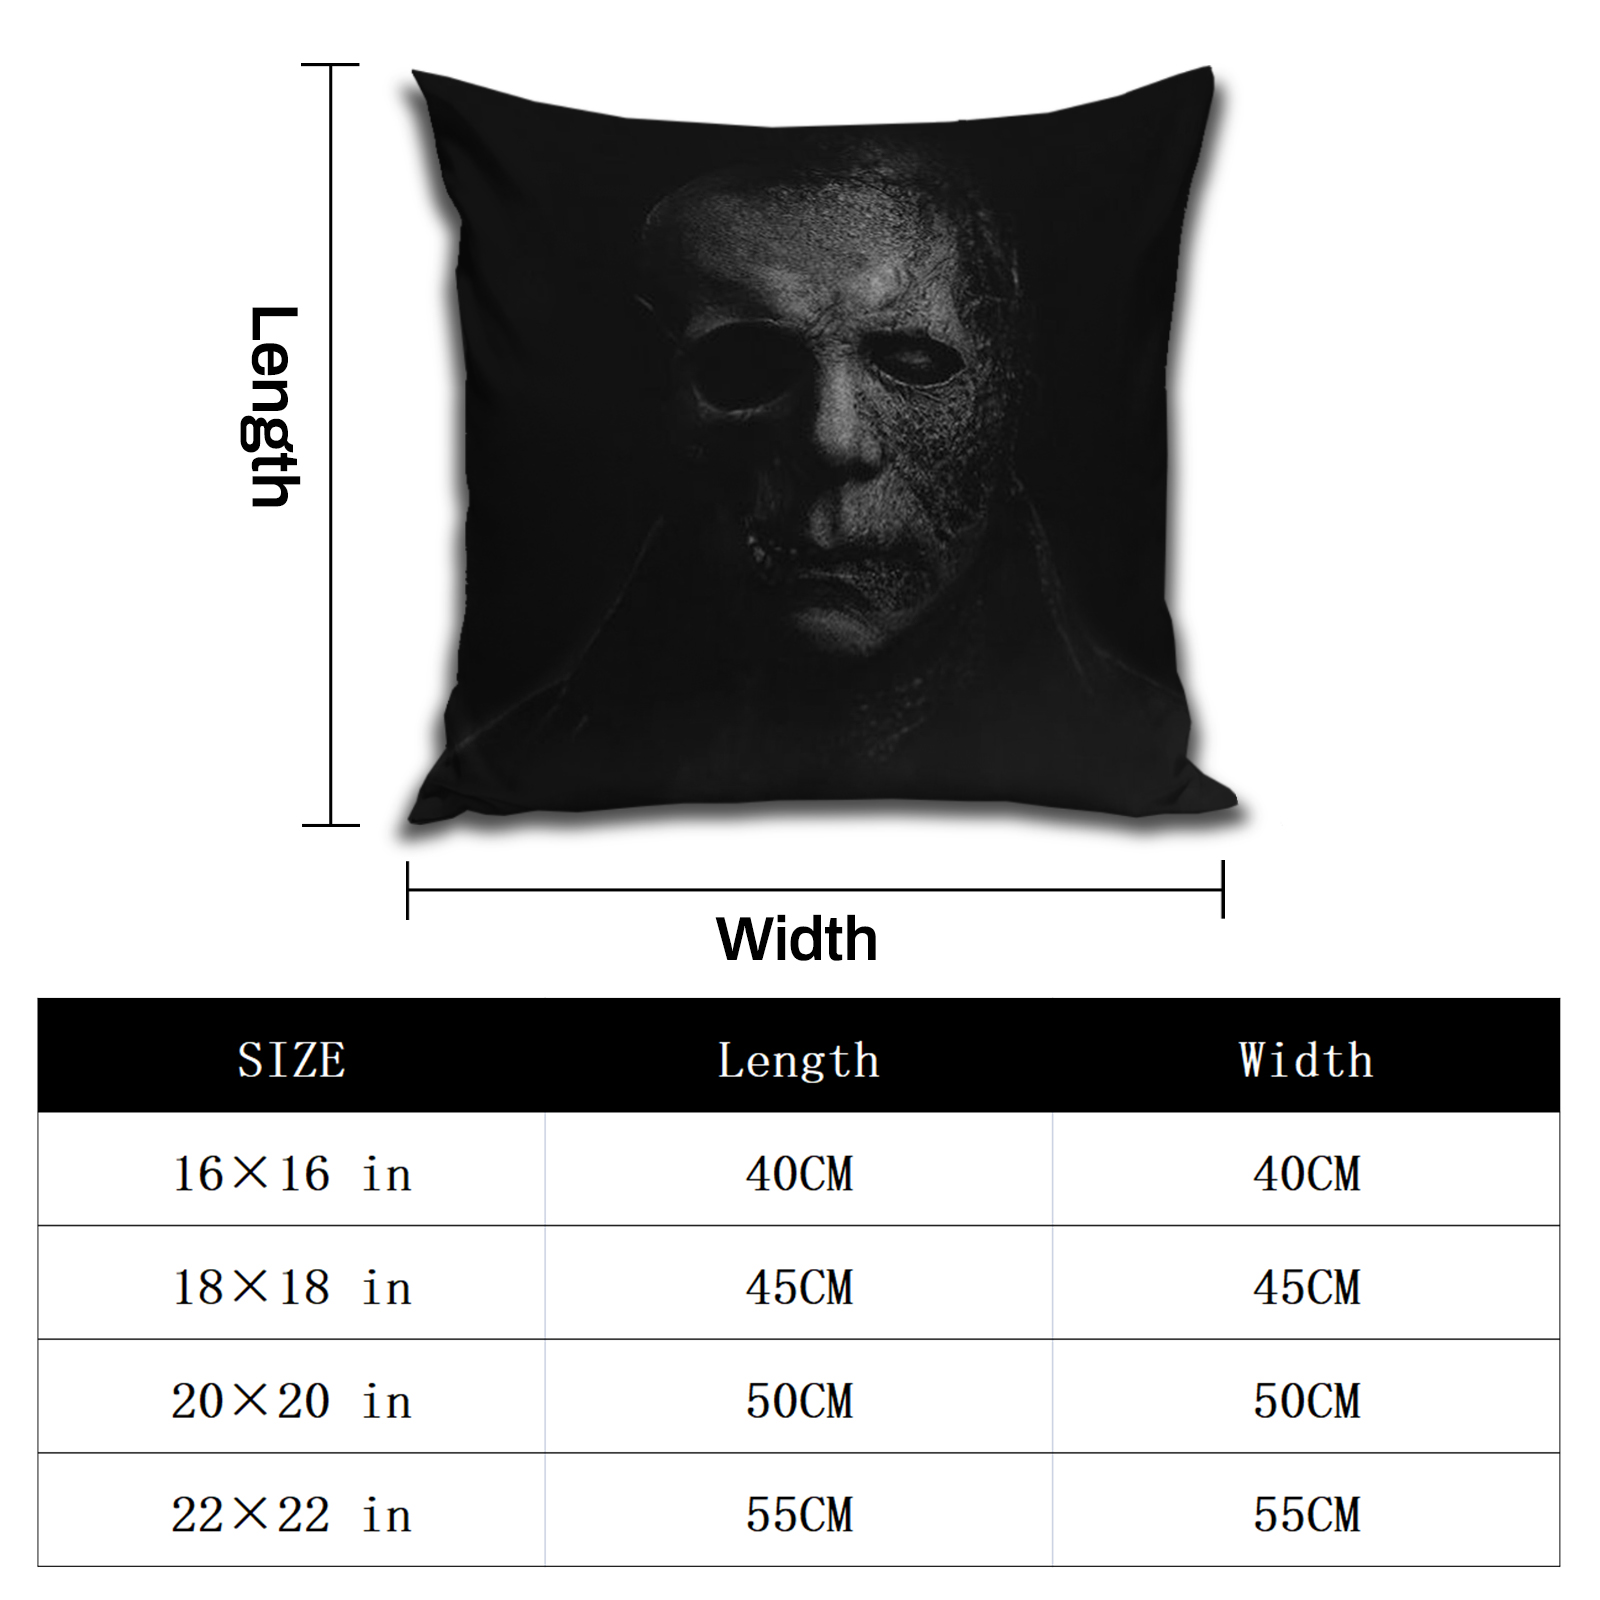 Length
Width
SIZE Length Width
16×16 in 40CM 40CM
18×18 in 45CM 45CM
20×20 in 50CM 50CM
22×22 in 55CM 55CM